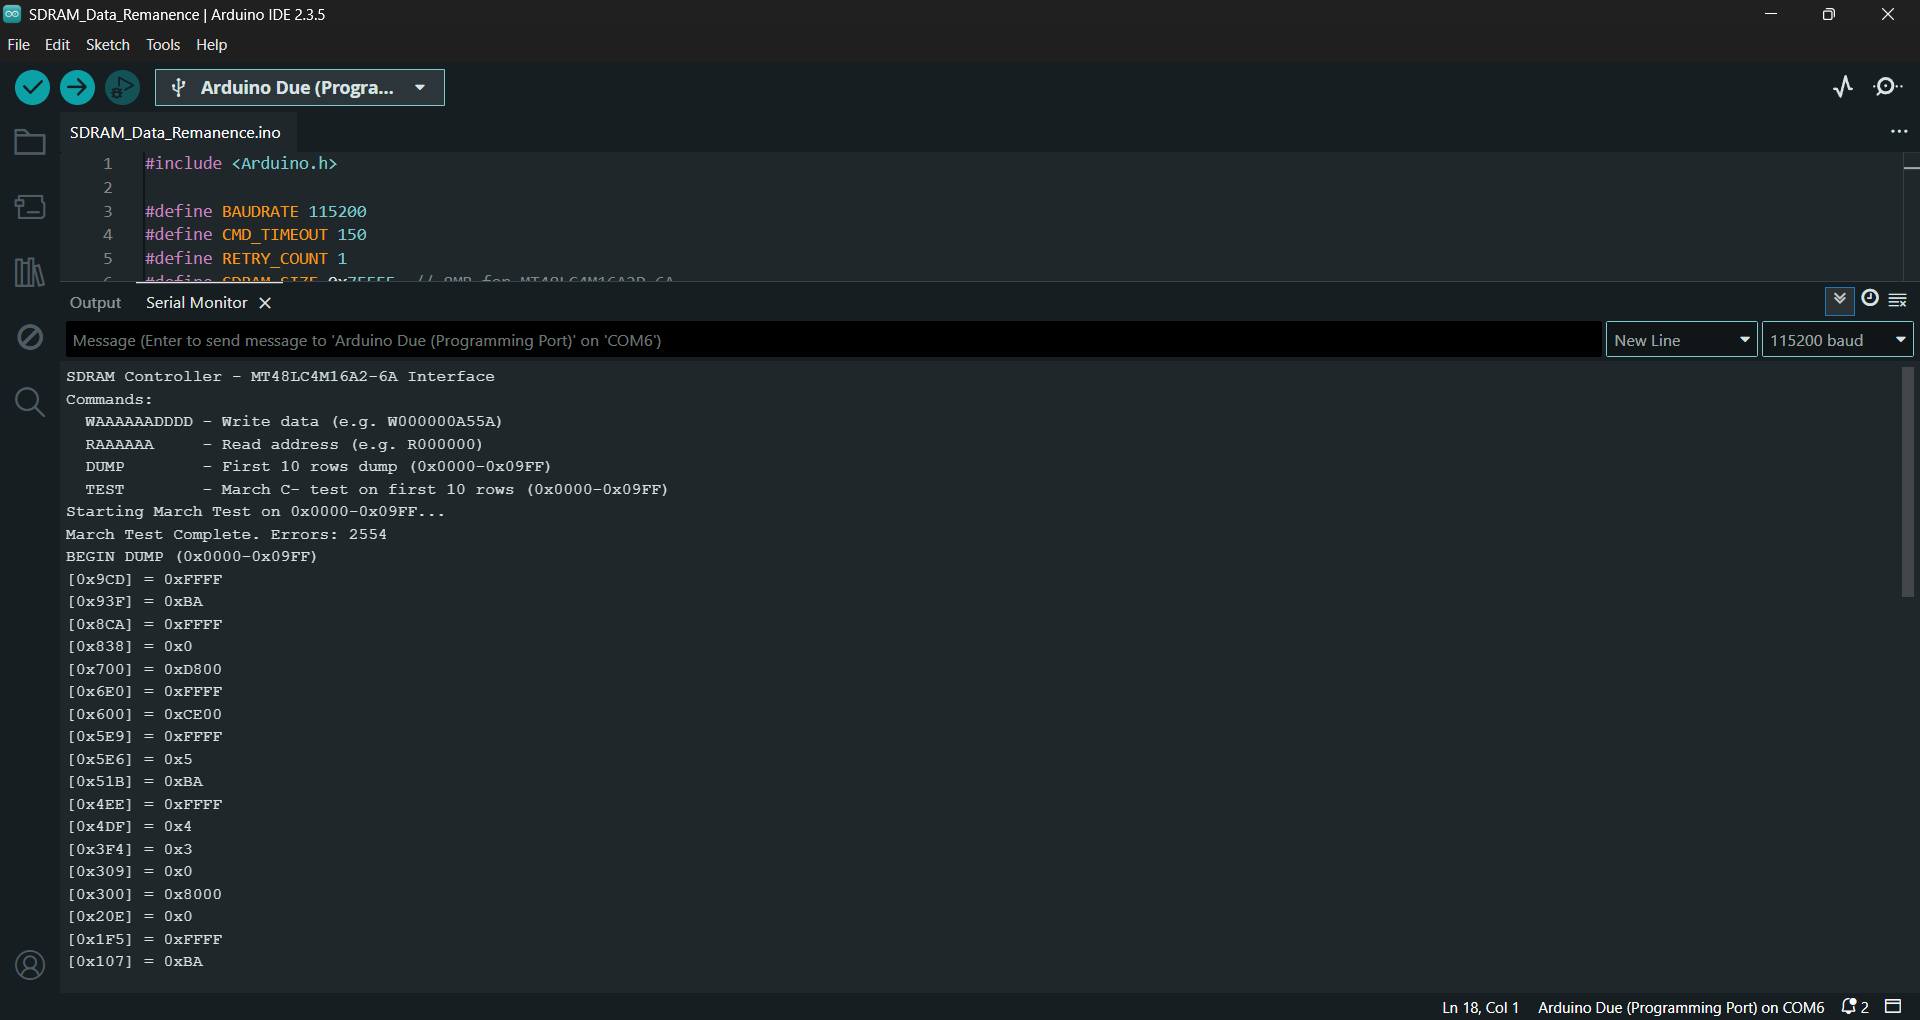 SDRAM_Data_Remanence | Arduino IDE 2.3.5
File Edit Sketch Tools Help
Arduino Due (Progra...
SDRAM_Data_Remanence.ino
1 #include <Arduino.h>
2
3 #define BAUDRATE 115200
4 #define CMD_TIMEOUT 150
5 #define RETRY_COUNT 1
Output Serial Monitor
Message (Enter to send message to 'Arduino Due (Programming Port)' on 'COM6')
New Line
115200 baud
SDRAM Controller - MT48LC4M16A2-6A Interface
Commands:
WAAAAAADDDD - Write data (e.g. W000000A55A)
RAAAAAA - Read address (e.g. R000000)
DUMP - First 10 rows dump (0x0000-0x09FF)
TEST - March C- test on first 10 rows (0x0000-0x09FF)
Starting March Test on 0x0000-0x09FF...
March Test Complete. Errors: 2554
BEGIN DUMP (0x0000-0x09FF)
[0x9CD] = 0xFFFF
[0x93F] = 0xBA
[0x8CA] = 0xFFFF
[0x838] = 0x0
[0x700] = 0xD800
[0x6E0] = 0xFFFF
[0x600] = 0xCE00
[0x5E9] = 0xFFFF
[0x5E6] = 0x5
[0x51B] = 0xBA
[0x4EE] = 0xFFFF
[0x4DF] = 0x4
[0x3F4] = 0x3
[0x309] = 0x0
[0x300] = 0x8000
[0x20E] = 0x0
[0x1F5] = 0xFFFF
[0x107] = 0xBA
Ln 18, Col 1 Arduino Due (Programming Port) on COM6 2